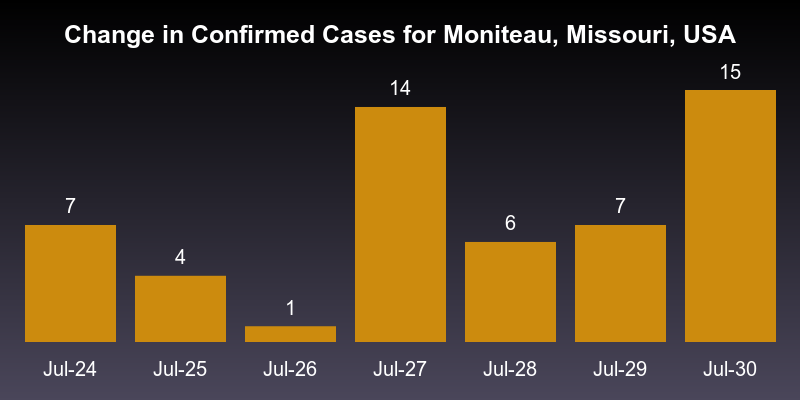 Change in Confirmed Cases for Moniteau, Missouri, USA
7
4
1
14
6
7
15
Jul-24
Jul-25
Jul-26
Jul-27
Jul-28
Jul-29
Jul-30